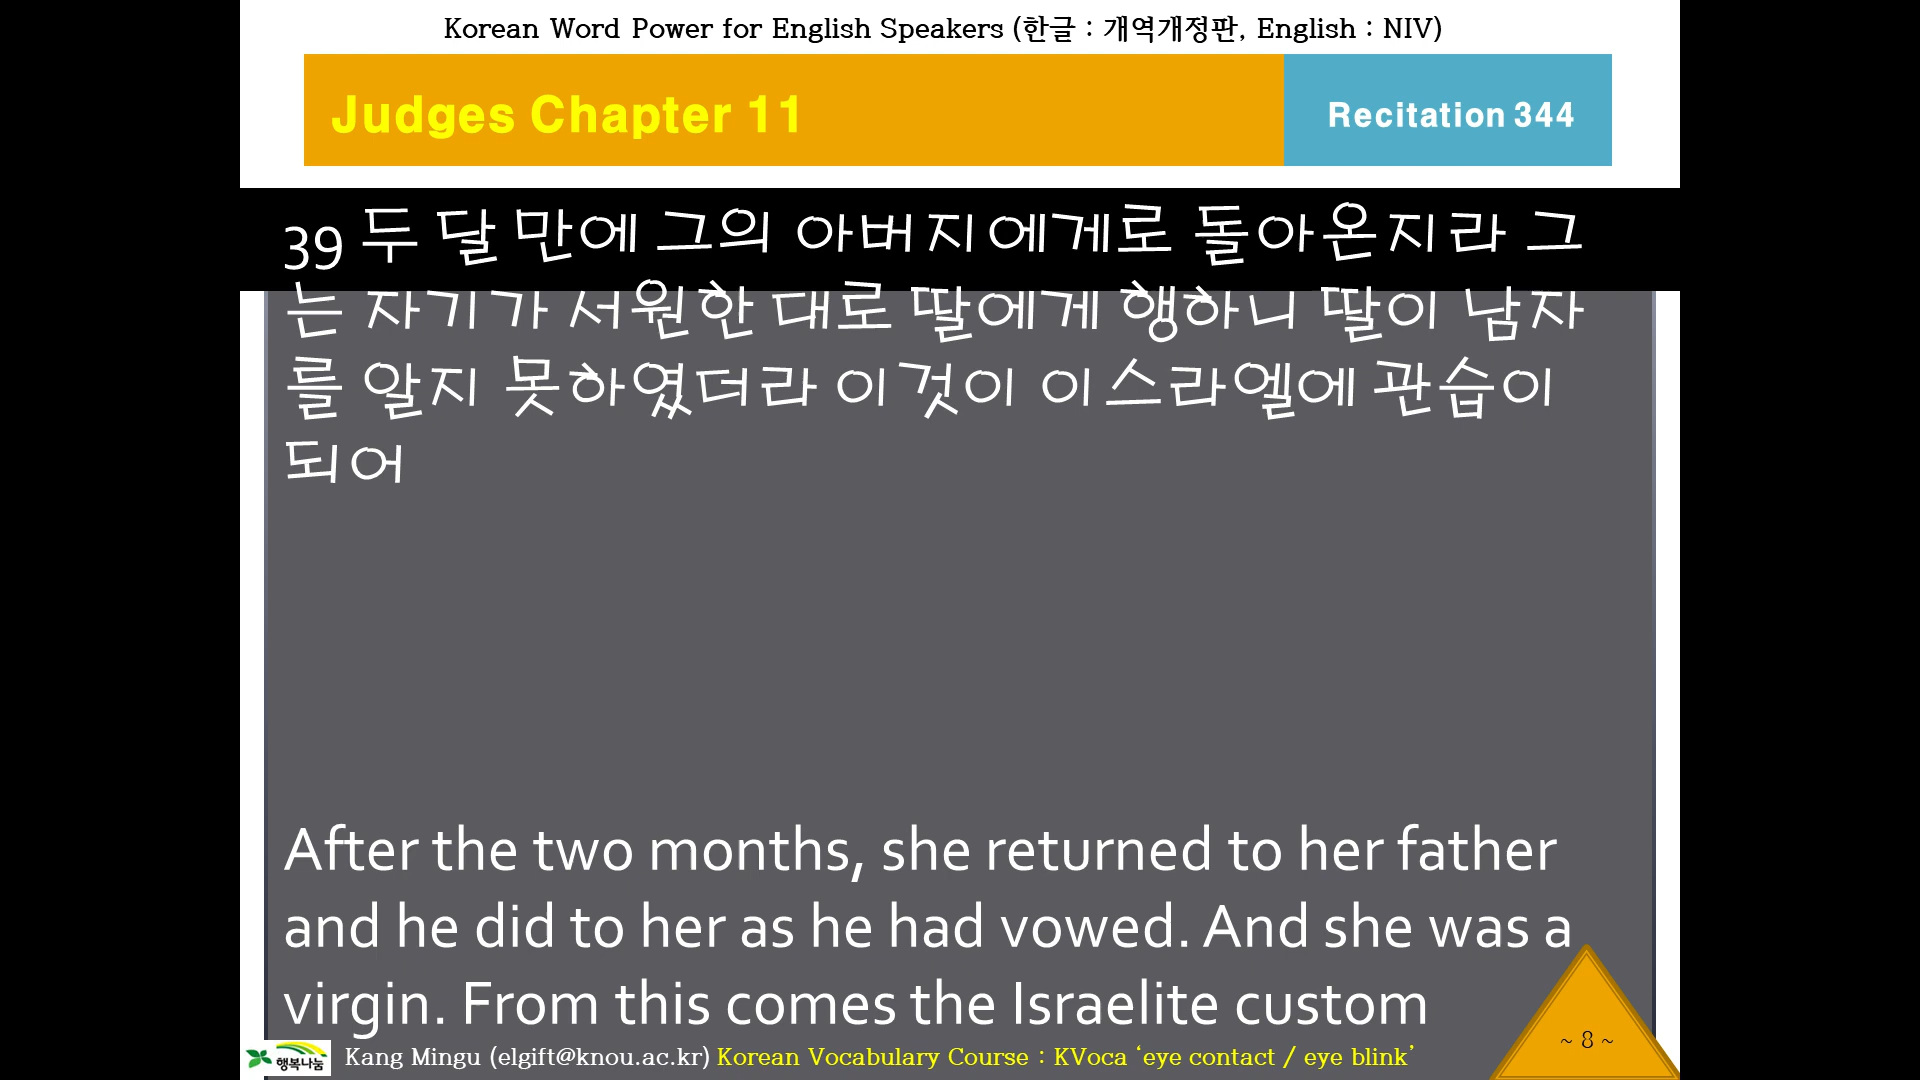 Korean Word Power for English Speakers (한글 : 개역개정판, English : NIV)
Judges Chapter 11
Recitation 344
39 두 달 만에 그의 아버지에게로 돌아온지라 그
는 자기가 서원한 대로 딸에게 행하니 딸이 남자
를 알지 못하였더라 이것이 이스라엘에 관습이
되어
After the two months, she returned to her father
and he did to her as he had vowed. And she was a
virgin. From this comes the Israelite custom
~ 8 ~
행복나눔
Kang Mingu (elgift@knou.ac.kr) Korean Vocabulary Course : KVoca ‘eye contact / eye blink’